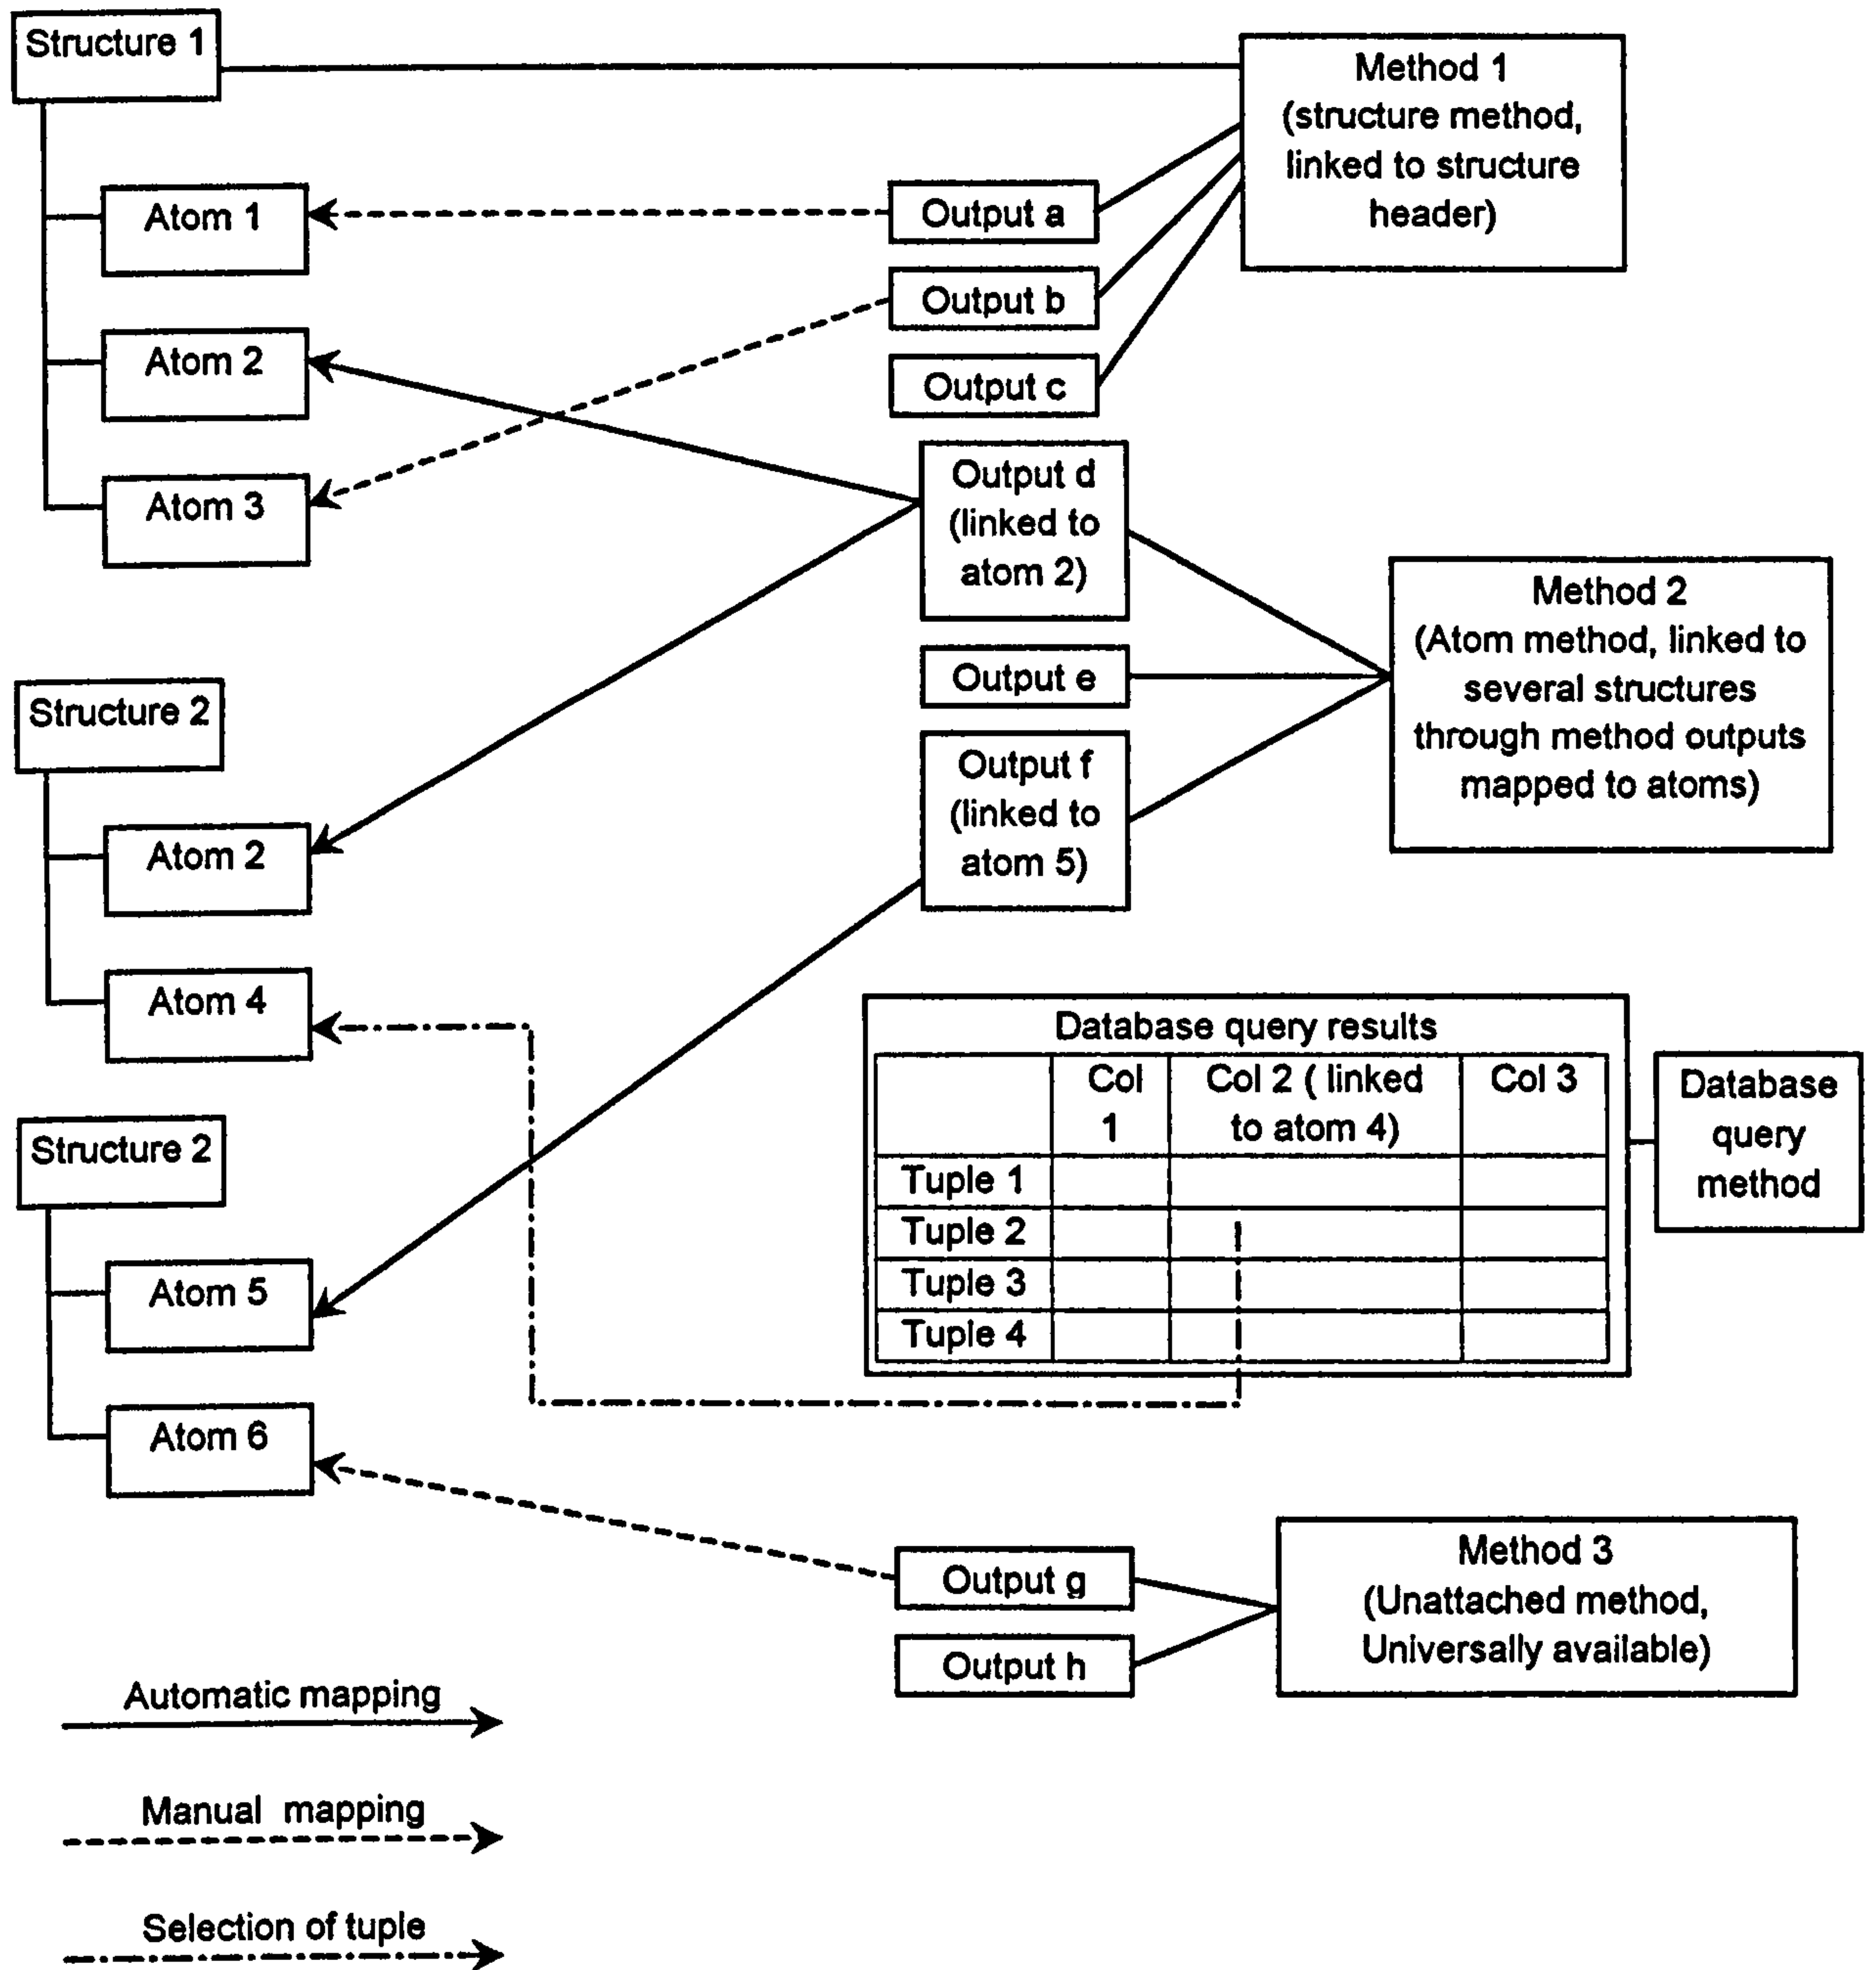 Structure 1
Atom 1
Atom 2
Atom 3
Method 1
(structure method,
linked to structure
header)
Output a
Output b
Output c
Output d
(linked to
atom 2)
Output e
Output f
(linked to
atom 5)
Method 2
(Atom method, linked to
several structures
through method outputs
mapped to atoms)
Structure 2
Atom 2
Atom 4
Database query results
Col
1
Col 2 ( linked
to atom 4)
Col 3
Tuple 1
Tuple 2
Tuple 3
Tuple 4
Database
query
method
Structure 2
Atom 5
Atom 6
Output g
Output h
Method 3
(Unattached method,
Universally available)
Automatic mapping
Manual mapping
Selection of tuple